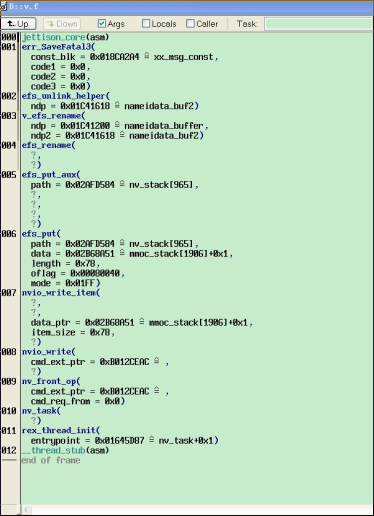 B::v.f
Up Down Args Locals Caller Task:
000 jettison_core(asm)
001 err_SaveFatal3(
const_blk = 0x018CA2A4 ≙ xx_msg_const,
code1 = 0x0,
code2 = 0x0,
code3 = 0x0)
002 efs_unlink_helper(
ndp = 0x01C41618 ≙ nameidata_buf2)
003 v_efs_rename(
ndp = 0x01C41200 ≙ nameidata_buffer,
ndp2 = 0x01C41618 ≙ nameidata_buf2)
004 efs_rename(
?,
?)
005 efs_put_aux(
path = 0x02AFD584 ≙ nv_stack[965],
?,
?,
?,
?)
006 efs_put(
path = 0x02AFD584 ≙ nv_stack[965],
data = 0x02B68A51 ≙ mmoc_stack[1906]+0x1,
length = 0x78,
oflag = 0x00080040,
mode = 0x01FF)
007 nvio_write_item(
?,
?,
data_ptr = 0x02B68A51 ≙ mmoc_stack[1906]+0x1,
item_size = 0x78,
?)
008 nvio_write(
cmd_ext_ptr = 0xB012CEAC ≙ ,
?)
009 nv_front_op(
cmd_ext_ptr = 0xB012CEAC ≙ ,
cmd_req_from = 0x0)
010 nv_task(
?)
011 rex_thread_init(
entrypoint = 0x01645D87 ≙ nv_task+0x1)
012 __thread_stub(asm)
end of frame